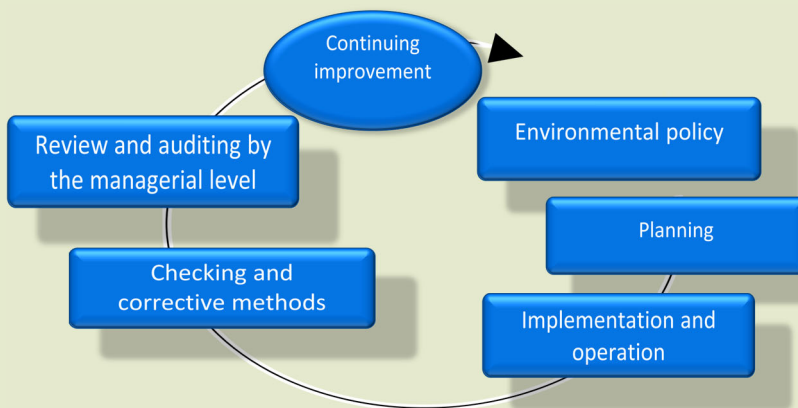 Continuing
improvement
Environmental policy
Planning
Implementation and
operation
Checking and
corrective methods
Review and auditing by
the managerial level